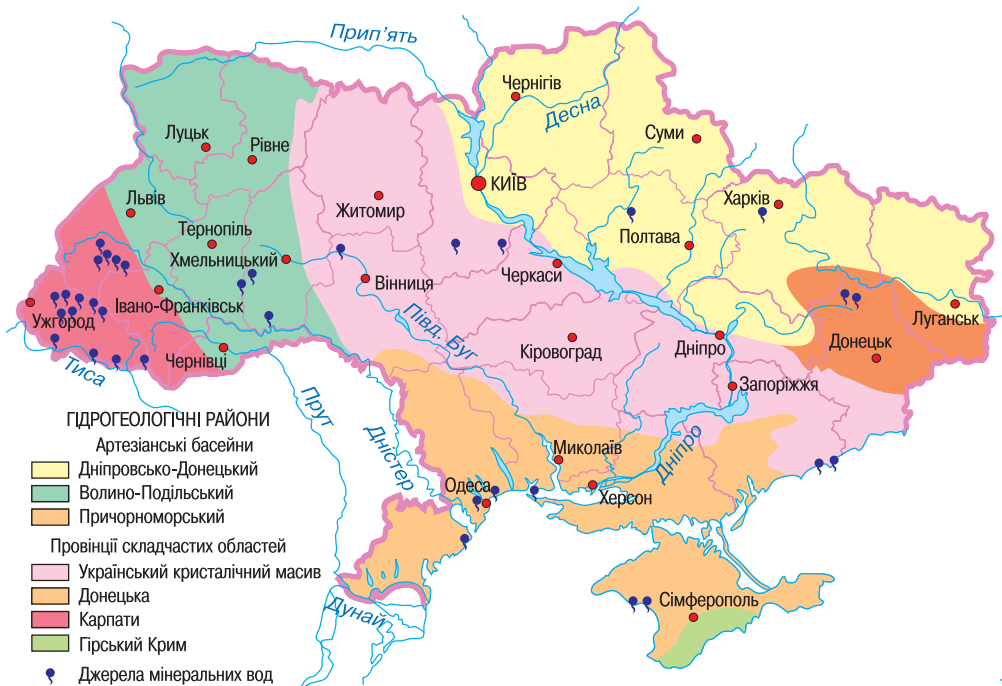 Прип'ять
Чернігів
Десна
Луцьк
Рівне
Суми
КИЇВ
Львів
Житомир
Харків
Тернопіль
Полтава
Хмельницький
Черкаси
Вінниця
Івано-Франківськ
Ужгород
Луганськ
Півд. Буг
Кіровоград
Дніпро
Донецьк
Чернівці
Тиса
Запоріжжя
Прут
Дністер
Миколаїв
Дніпро
Одеса
Херсон
Сімферополь
Дунай
ГІДРОГЕОЛОГІЧНІ РАЙОНИ
Артезіанські басейни
Дніпровсько-Донецький
Волино-Подільський
Причорноморський
Провінції складчастих областей
Український кристалічний масив
Донецька
Карпати
Гірський Крим
Джерела мінеральних вод